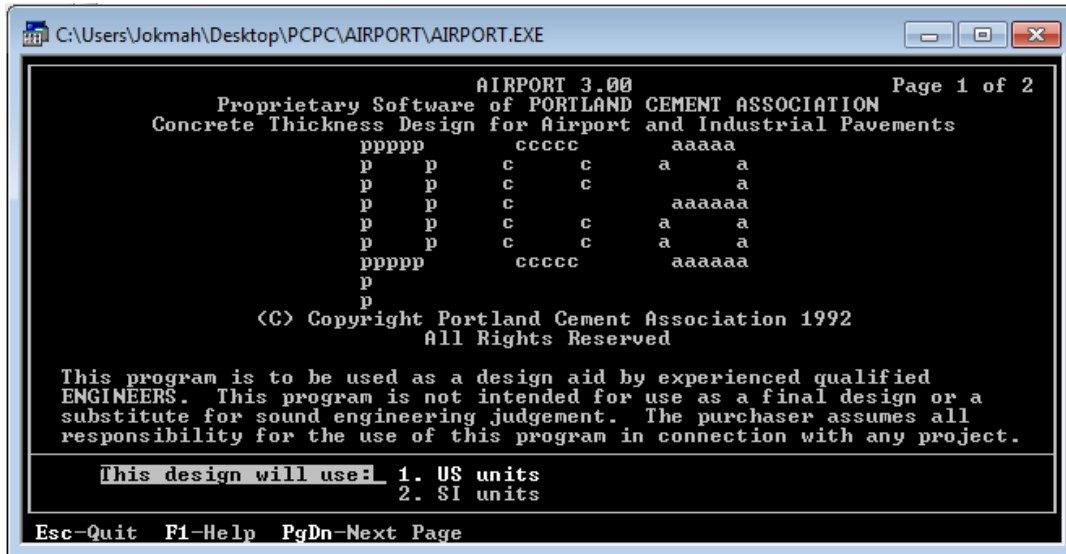 C:\Users\Jokmah\Desktop\PCPC\AIRPORT\AIRPORT.EXE
AIRPORT 3.00 Page 1 of 2
Proprietary Software of PORTLAND CEMENT ASSOCIATION
Concrete Thickness Design for Airport and Industrial Pavements
ppppp ccccc aaaaa
p p c c a a
p p c c a
p p c aaaaaa
p p c c a a
p p c c a a
ppppp ccccc aaaaaa
p
p
(C) Copyright Portland Cement Association 1992
All Rights Reserved
This program is to be used as a design aid by experienced qualified
ENGINEERS. This program is not intended for use as a final design or a
substitute for sound engineering judgement. The purchaser assumes all
responsibility for the use of this program in connection with any project.
This design will use: 1. US units
2. SI units
Esc-Quit F1-Help PgDn-Next Page